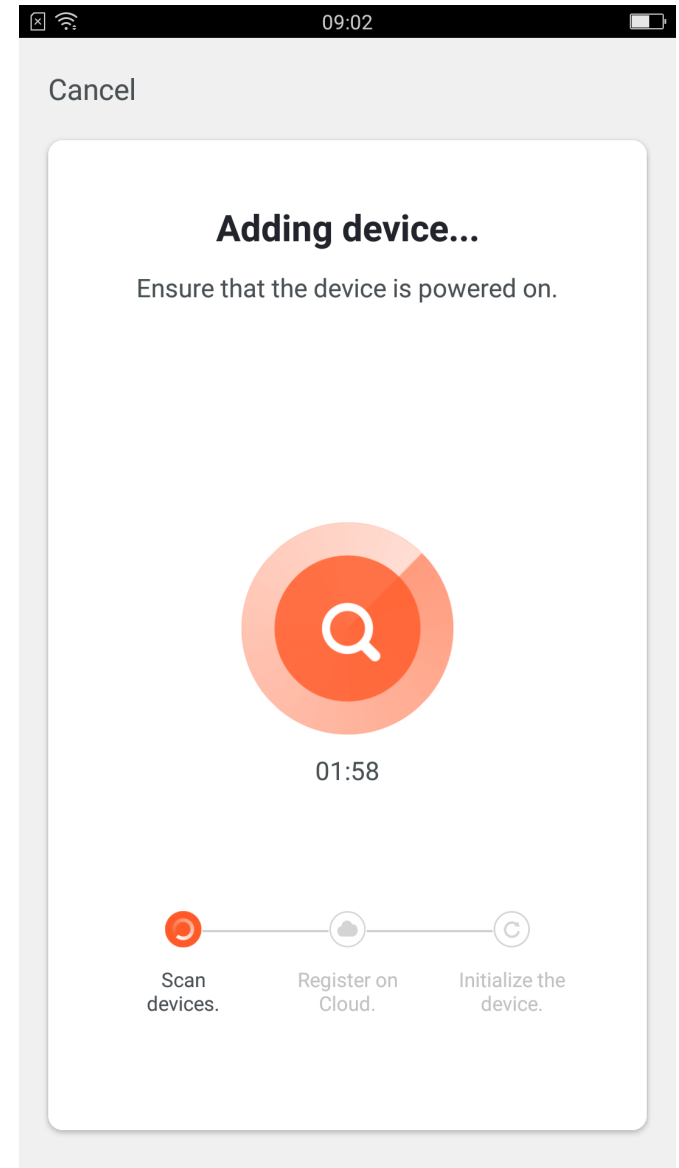 09:02
Cancel
Adding device...
Ensure that the device is powered on.
01:58
Scan
devices.
Register on
Cloud.
Initialize the
device.